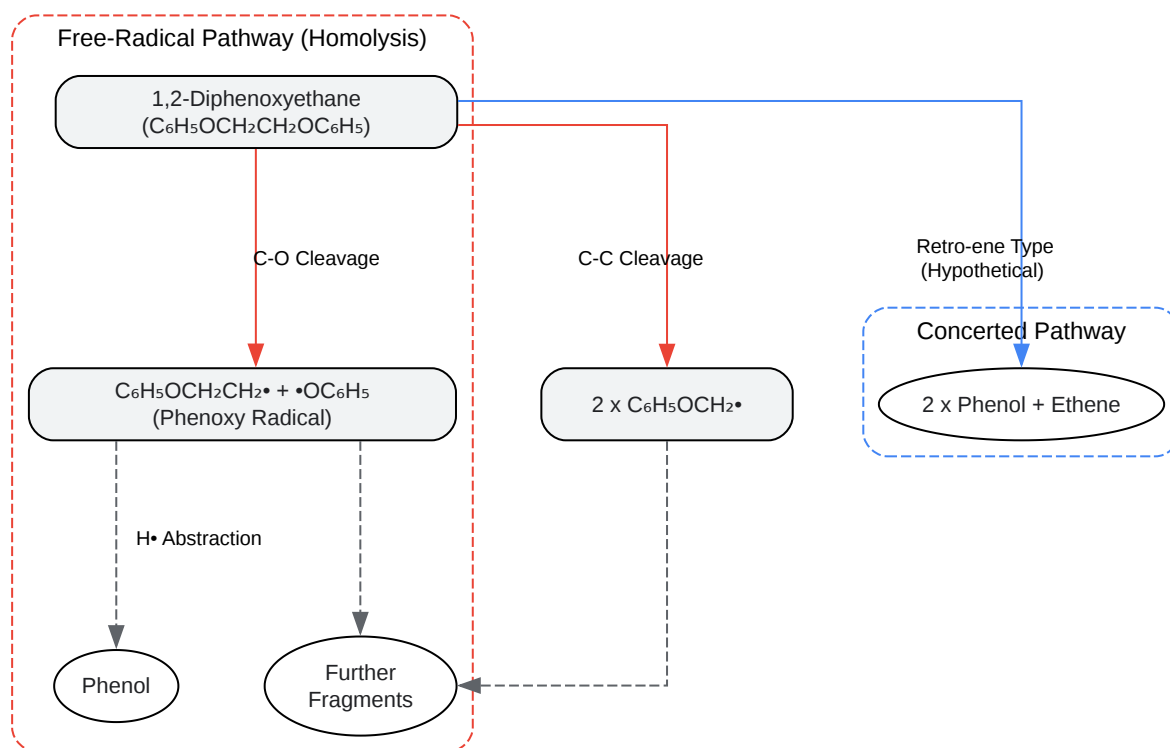 Free-Radical Pathway (Homolysis)
1,2-Diphenoxyethane
(C₆H₅OCH₂CH₂OC₆H₅)
C-O Cleavage
C-C Cleavage
Retro-ene Type
(Hypothetical)
Concerted Pathway
C₆H₅OCH₂CH₂• + •OC₆H₅
(Phenoxy Radical)
2 x C₆H₅OCH₂•
2 x Phenol + Ethene
H• Abstraction
Phenol
Further
Fragments